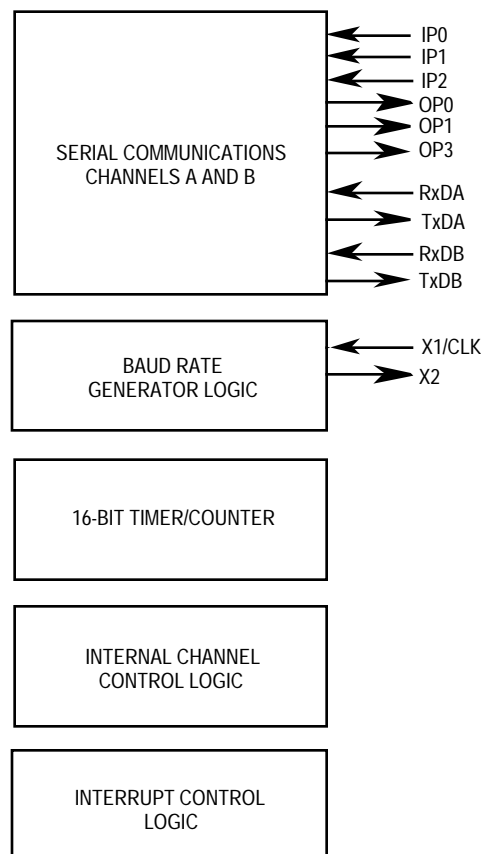 IP0
IP1
IP2
OP0
OP1
OP3
SERIAL COMMUNICATIONS
CHANNELS A AND B
RxDA
TxDA
RxDB
TxDB
X1/CLK
X2
BAUD RATE
GENERATOR LOGIC
16-BIT TIMER/COUNTER
INTERNAL CHANNEL
CONTROL LOGIC
INTERRUPT CONTROL
LOGIC